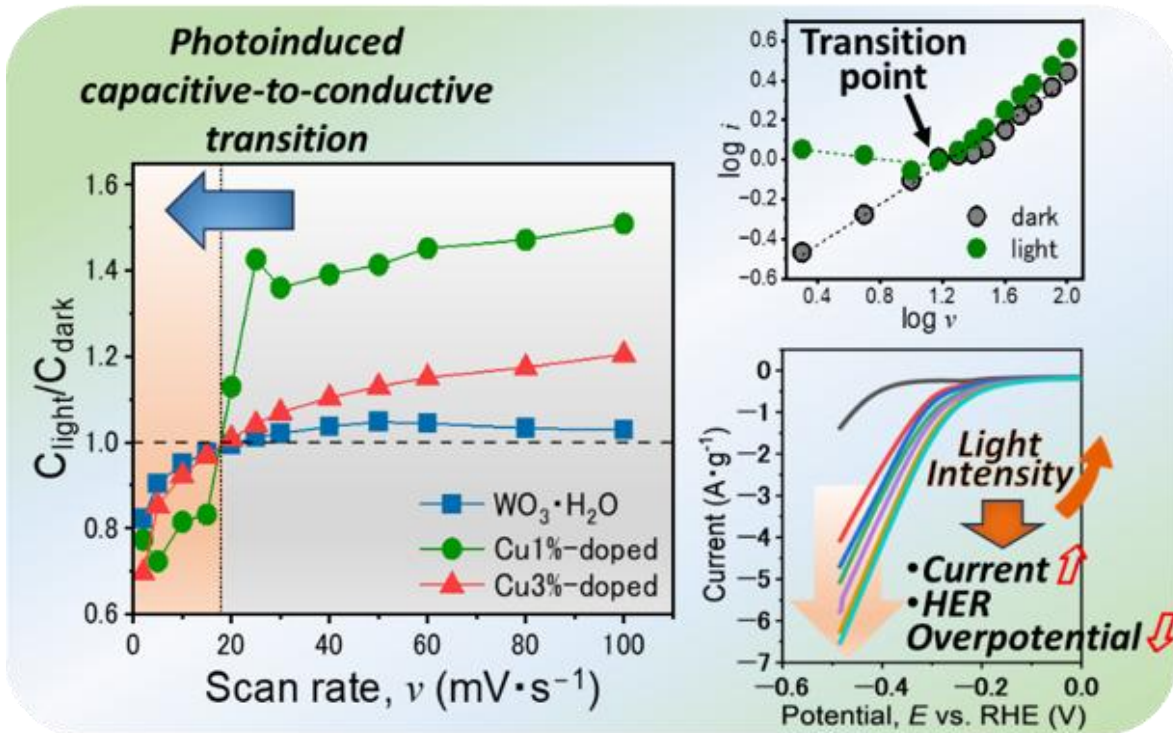 Photoinduced
capacitive-to-conductive
transition
C_light/C_dark
1.6
1.4
1.2
1.0
0.8
0.6
WO₃・H₂O
Cu1%-doped
Cu3%-doped
0 20 40 60 80 100
Scan rate, v (mV・s⁻¹)
Transition
point
log i
0.6
0.4
0.2
0.0
−0.2
−0.4
−0.6
dark
light
0.4 0.8 1.2 1.6 2.0
log v
Current (A・g⁻¹)
0
−1
−2
−3
−4
−5
−6
−7
Light
Intensity
•Current
•HER
Overpotential
−0.6 −0.4 −0.2 0.0
Potential, E vs. RHE (V)